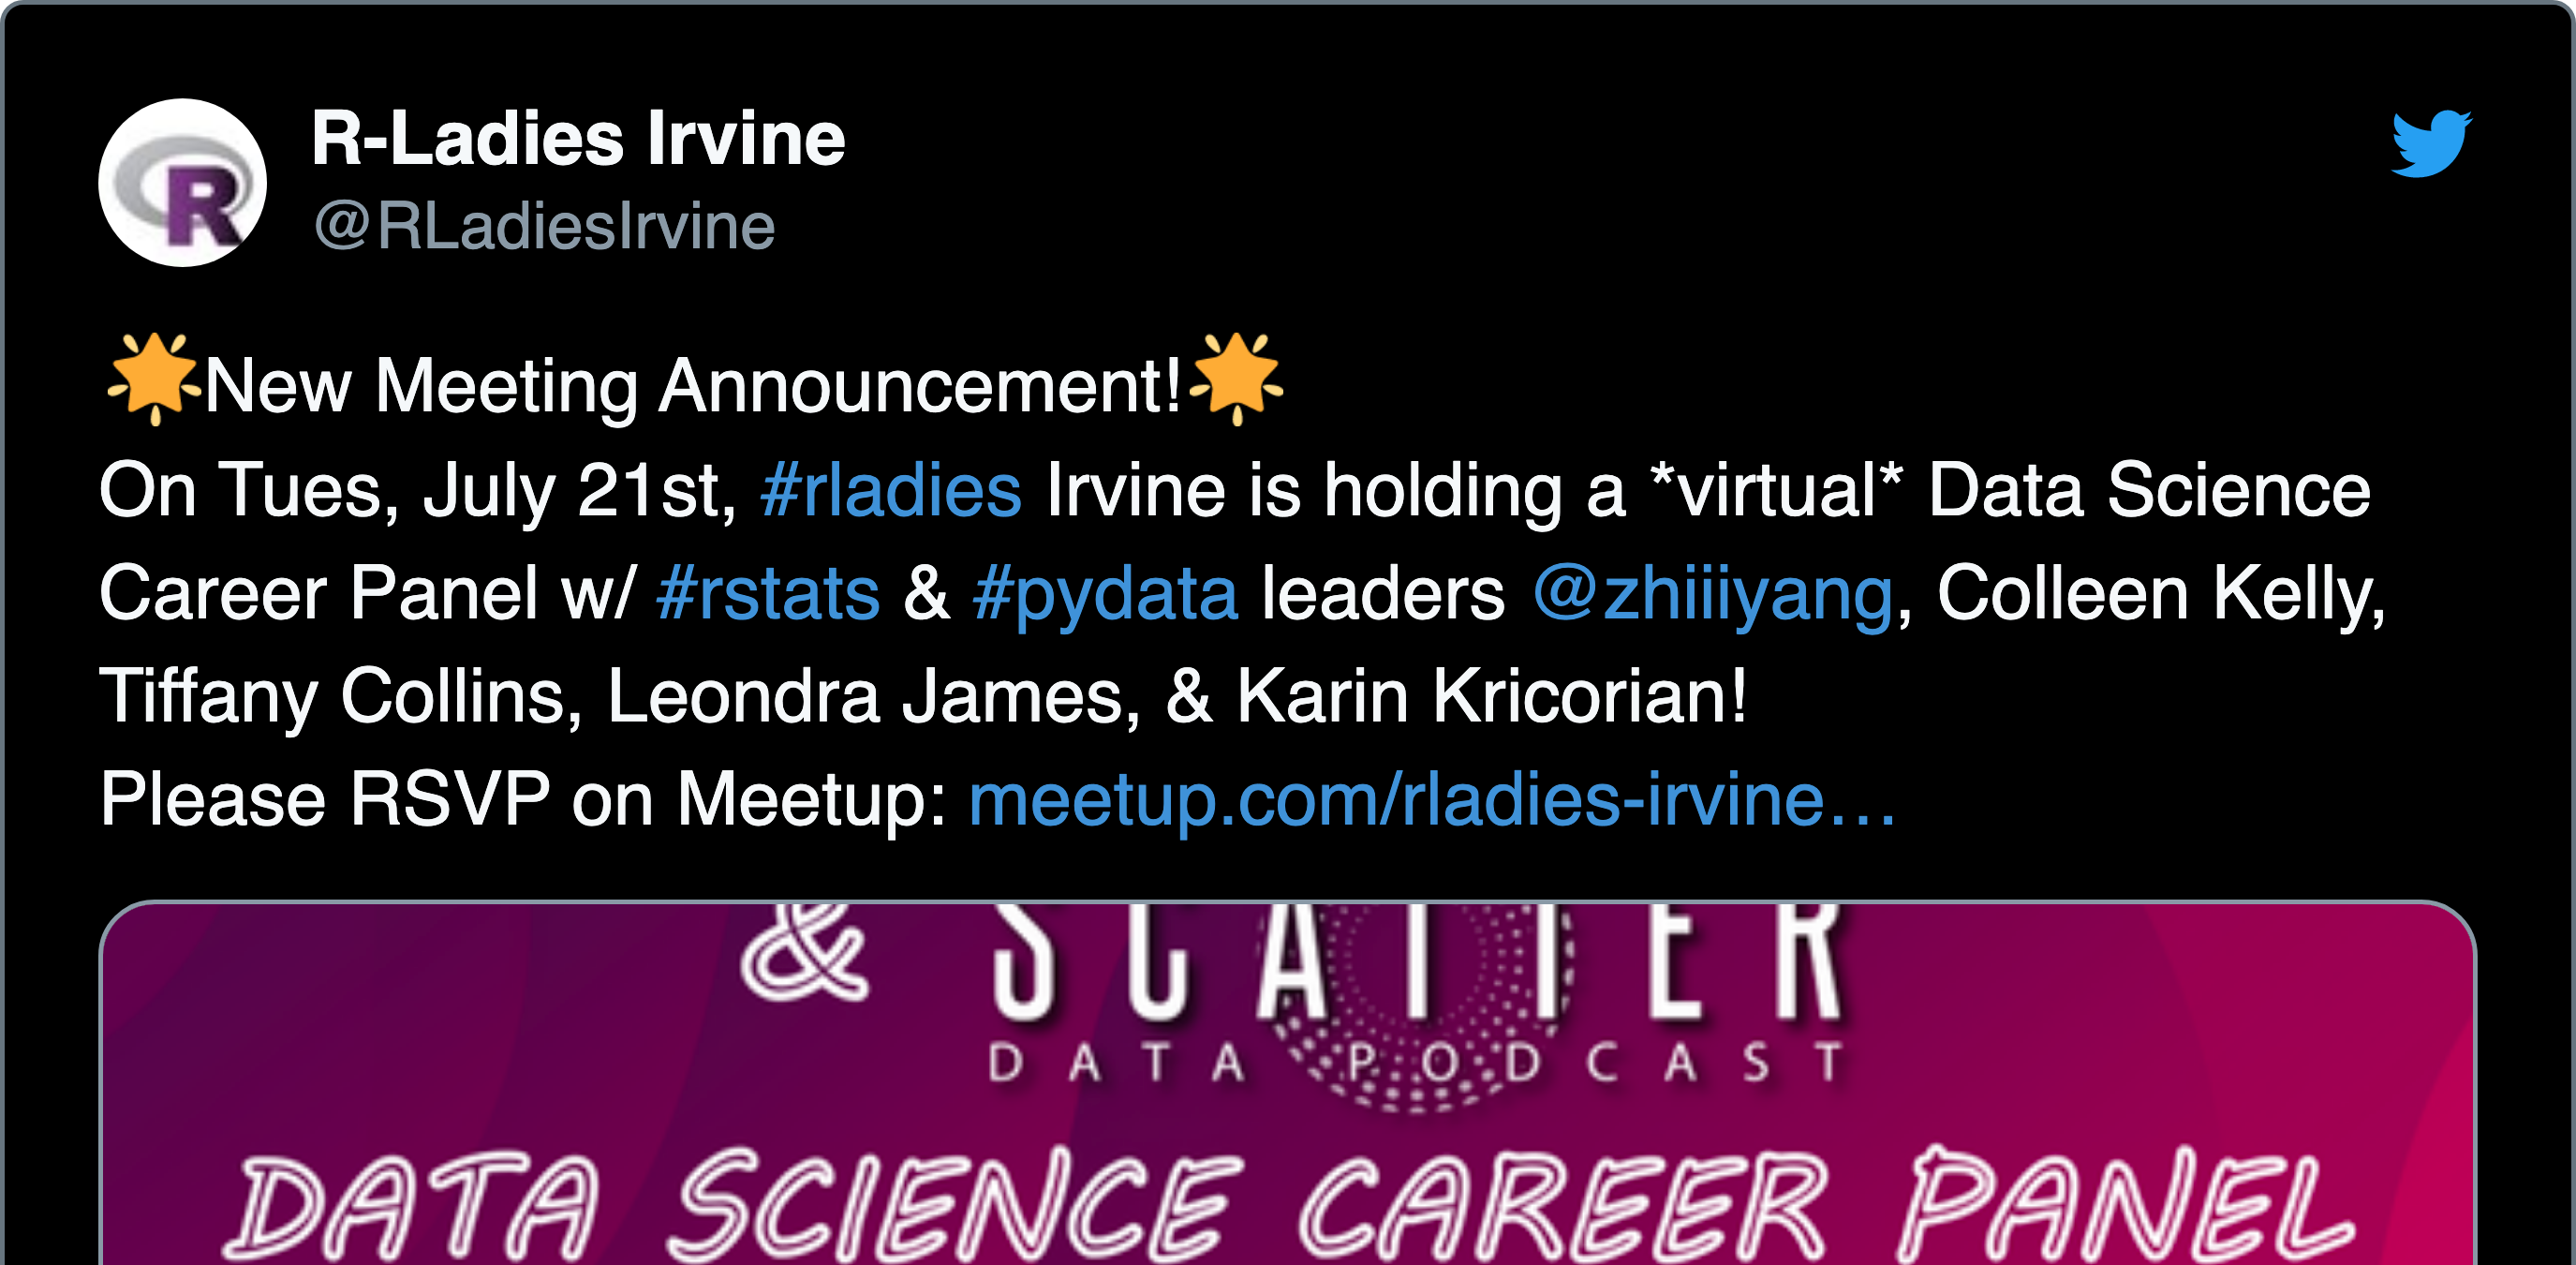 R
R-Ladies Irvine
@RLadiesIrvine
🌟New Meeting Announcement!🌟
On Tues, July 21st, #rladies Irvine is holding a *virtual* Data Science
Career Panel w/ #rstats & #pydata leaders @zhiiiyang, Colleen Kelly,
Tiffany Collins, Leondra James, & Karin Kricorian!
Please RSVP on Meetup: meetup.com/rladies-irvine…
& SCATTER
DATA PODCAST
DATA SCIENCE CAREER PANEL